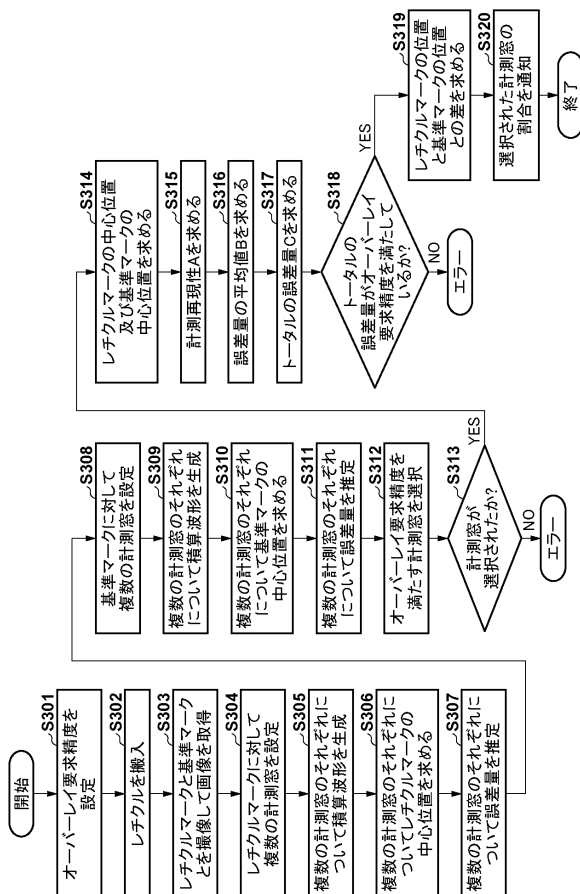 開始
S301
オーバーレイ要求精度を
設定
S302
レチクルを搬入
S303
レチクルマークと基準マーク
とを撮像して画像を取得
S304
レチクルマークに対して
複数の計測窓を設定
S305
複数の計測窓のそれぞれに
ついて積算波形を生成
S306
複数の計測窓のそれぞれに
ついてレチクルマークの
中心位置を求める
S307
複数の計測窓のそれぞれに
ついて誤差量を推定
S308
基準マークに対して
複数の計測窓を設定
S309
複数の計測窓のそれぞれ
について積算波形を生成
S310
複数の計測窓のそれぞれ
について基準マークの
中心位置を求める
S311
複数の計測窓のそれぞれ
について誤差量を推定
S312
オーバーレイ要求精度を
満たす計測窓を選択
S313
計測窓が
選択されたか?
YES
NO
エラー
S314
レチクルマークの中心位置
及び基準マークの
中心位置を求める
S315
計測再現性Aを求める
S316
誤差量の平均値Bを求める
S317
トータルの誤差量Cを求める
S318
トータルの
誤差量がオーバーレイ
要求精度を満たして
いるか?
YES
NO
エラー
S319
レチクルマークの位置
と基準マークの位置
との差を求める
S320
選択された計測窓の
割合を通知
終了